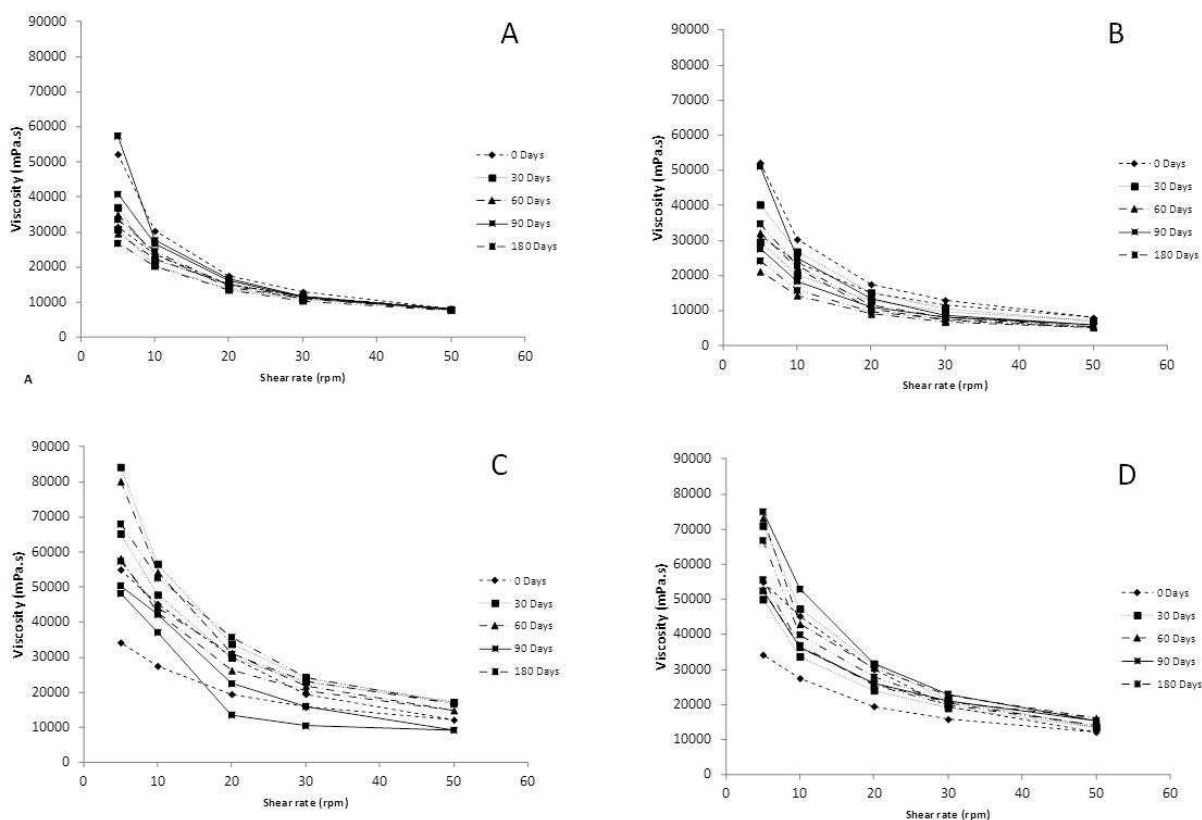 A
90000
80000
70000
60000
50000
40000
30000
20000
10000
0
Viscosity (mPa.s)
0 10 20 30 40 50 60
Shear rate (rpm)
0 Days
30 Days
60 Days
90 Days
180 Days
A
B
90000
80000
70000
60000
50000
40000
30000
20000
10000
0
Viscosity (mPa.s)
0 10 20 30 40 50 60
Shear rate (rpm)
0 Days
30 Days
60 Days
90 Days
180 Days
C
90000
80000
70000
60000
50000
40000
30000
20000
10000
0
Viscosity (mPa.s)
0 10 20 30 40 50 60
Shear rate (rpm)
0 Days
30 Days
60 Days
90 Days
180 Days
D
90000
80000
70000
60000
50000
40000
30000
20000
10000
0
Viscosity (mPa.s)
0 10 20 30 40 50 60
Shear rate (rpm)
0 Days
30 Days
60 Days
90 Days
180 Days